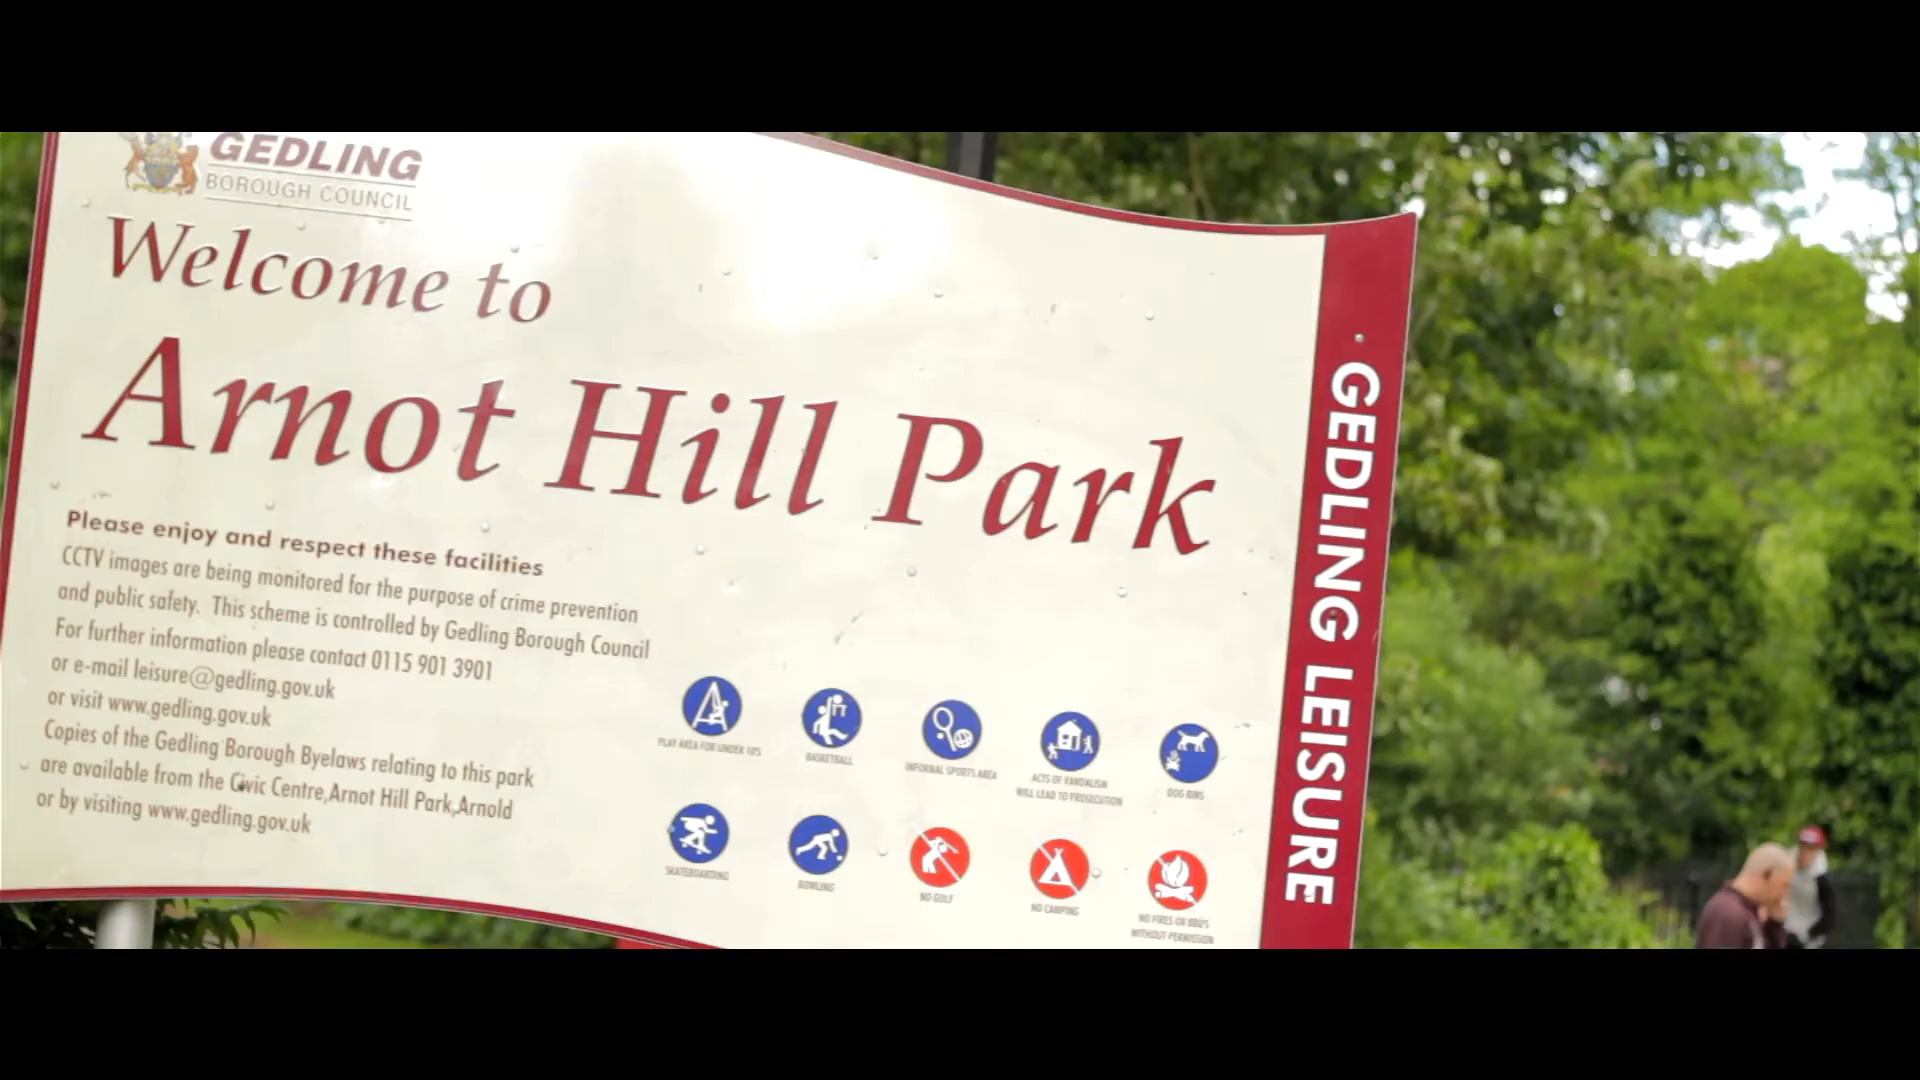 GEDLING
BOROUGH COUNCIL
Welcome to
Arnot Hill Park
Please enjoy and respect these facilities
CCTV images are being monitored for the purpose of crime prevention
and public safety. This scheme is controlled by Gedling Borough Council
For further information please contact 0115 901 3901
or e-mail leisure@gedling.gov.uk
or visit www.gedling.gov.uk
Copies of the Gedling Borough Byelaws relating to this park
are available from the Civic Centre,Arnot Hill Park,Arnold
or by visiting www.gedling.gov.uk
PLAY AREA FOR UNDER 10'S
BASKETBALL
INFORMAL SPORTS AREA
ACTS OF VANDALISM
WILL LEAD TO PROSECUTION
DOG BINS
SKATEBOARDING
BOWLING
NO GOLF
NO CAMPING
NO FIRES OR BBQ'S
WITHOUT PERMISSION
GEDLING LEISURE